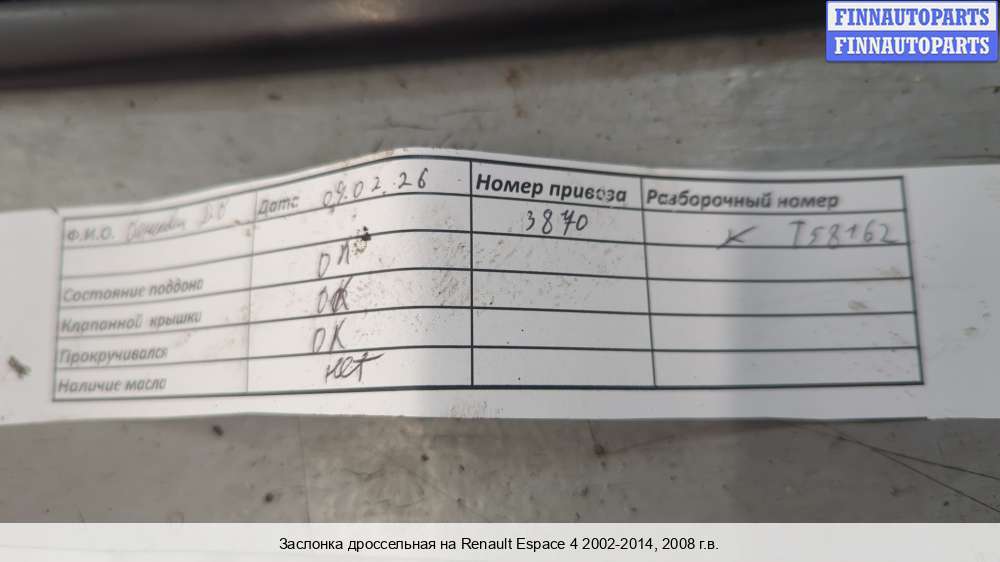 FINNAUTOPARTS
FINNAUTOPARTS
Ф.И.О. Дата 09.02.26 Номер привоза Разборочный номер
3870 T58162
Состояние поддона ОК
Клапанной крышки ОК
Прокручивался ОК
Наличие масла нет
Заслонка дроссельная на Renault Espace 4 2002-2014, 2008 г.в.